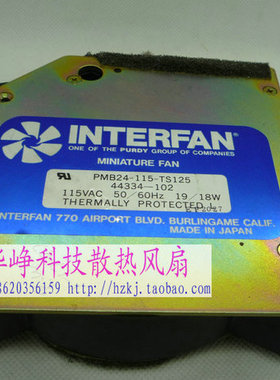 INTERFAN®
ONE OF THE PURDY GROUP OF COMPANIES
MINIATURE FAN
PMB24-115-TS125
44334-102
115VAC 50/60Hz 19/18W
THERMALLY PROTECTED L
INTERFAN 770 AIRPORT BLVD. BURLINGAME CALIF.
MADE IN JAPAN
峥科技散热风扇
8620356159 http://hzkj.taobao.com/